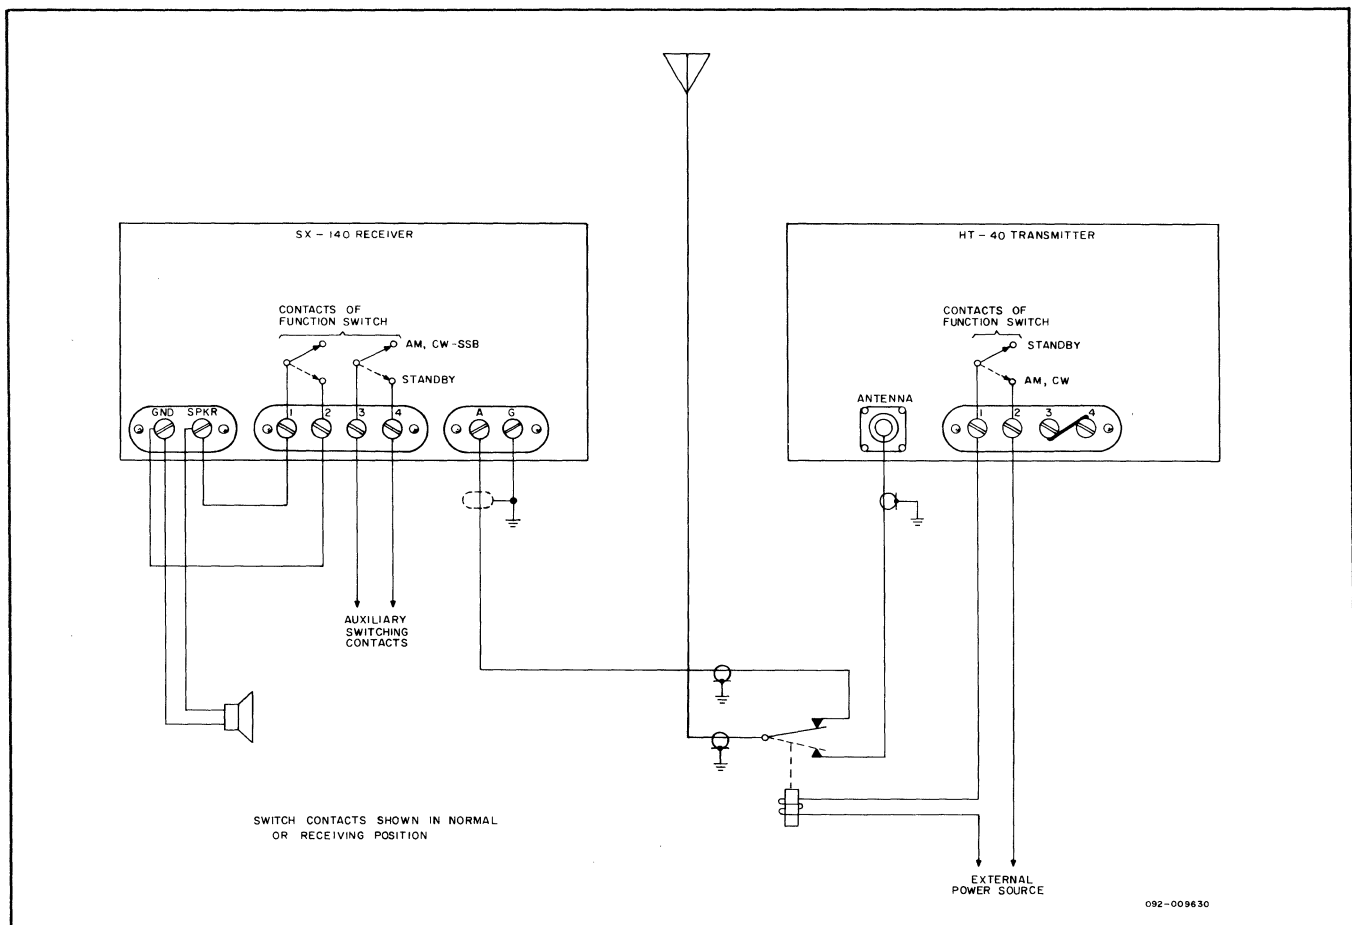 SX - 140 RECEIVER
CONTACTS OF
FUNCTION SWITCH
AM, CW-SSB
STANDBY
GND SPKR
1 2 3 4
A G
AUXILIARY
SWITCHING
CONTACTS
SWITCH CONTACTS SHOWN IN NORMAL
OR RECEIVING POSITION
HT - 40 TRANSMITTER
CONTACTS OF
FUNCTION SWITCH
STANDBY
AM, CW
ANTENNA
1 2 3 4
EXTERNAL
POWER SOURCE
092-009630